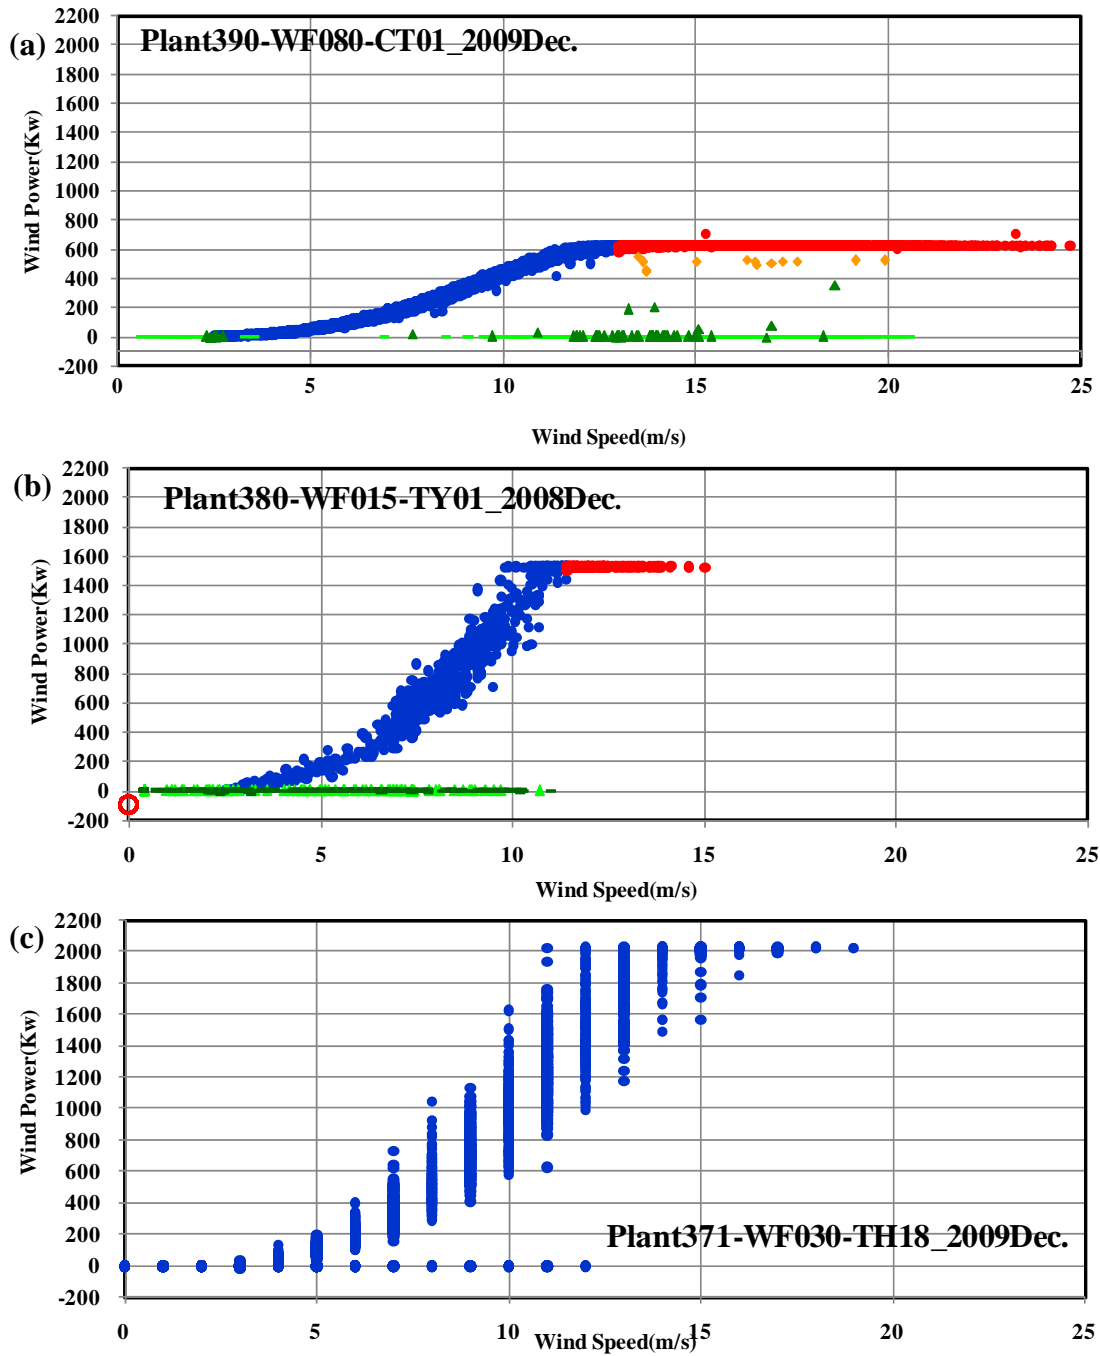 (a)
Plant390-WF080-CT01_2009Dec.
Wind Power(Kw)
2200
2000
1800
1600
1400
1200
1000
800
600
400
200
0
-200
0 5 10 15 20 25
Wind Speed(m/s)
(b)
Plant380-WF015-TY01_2008Dec.
Wind Power(Kw)
2200
2000
1800
1600
1400
1200
1000
800
600
400
200
0
-200
0 5 10 15 20 25
Wind Speed(m/s)
(c)
Wind Power(Kw)
2200
2000
1800
1600
1400
1200
1000
800
600
400
200
0
-200
Plant371-WF030-TH18_2009Dec.
0 5 10 15 20 25
Wind Speed(m/s)